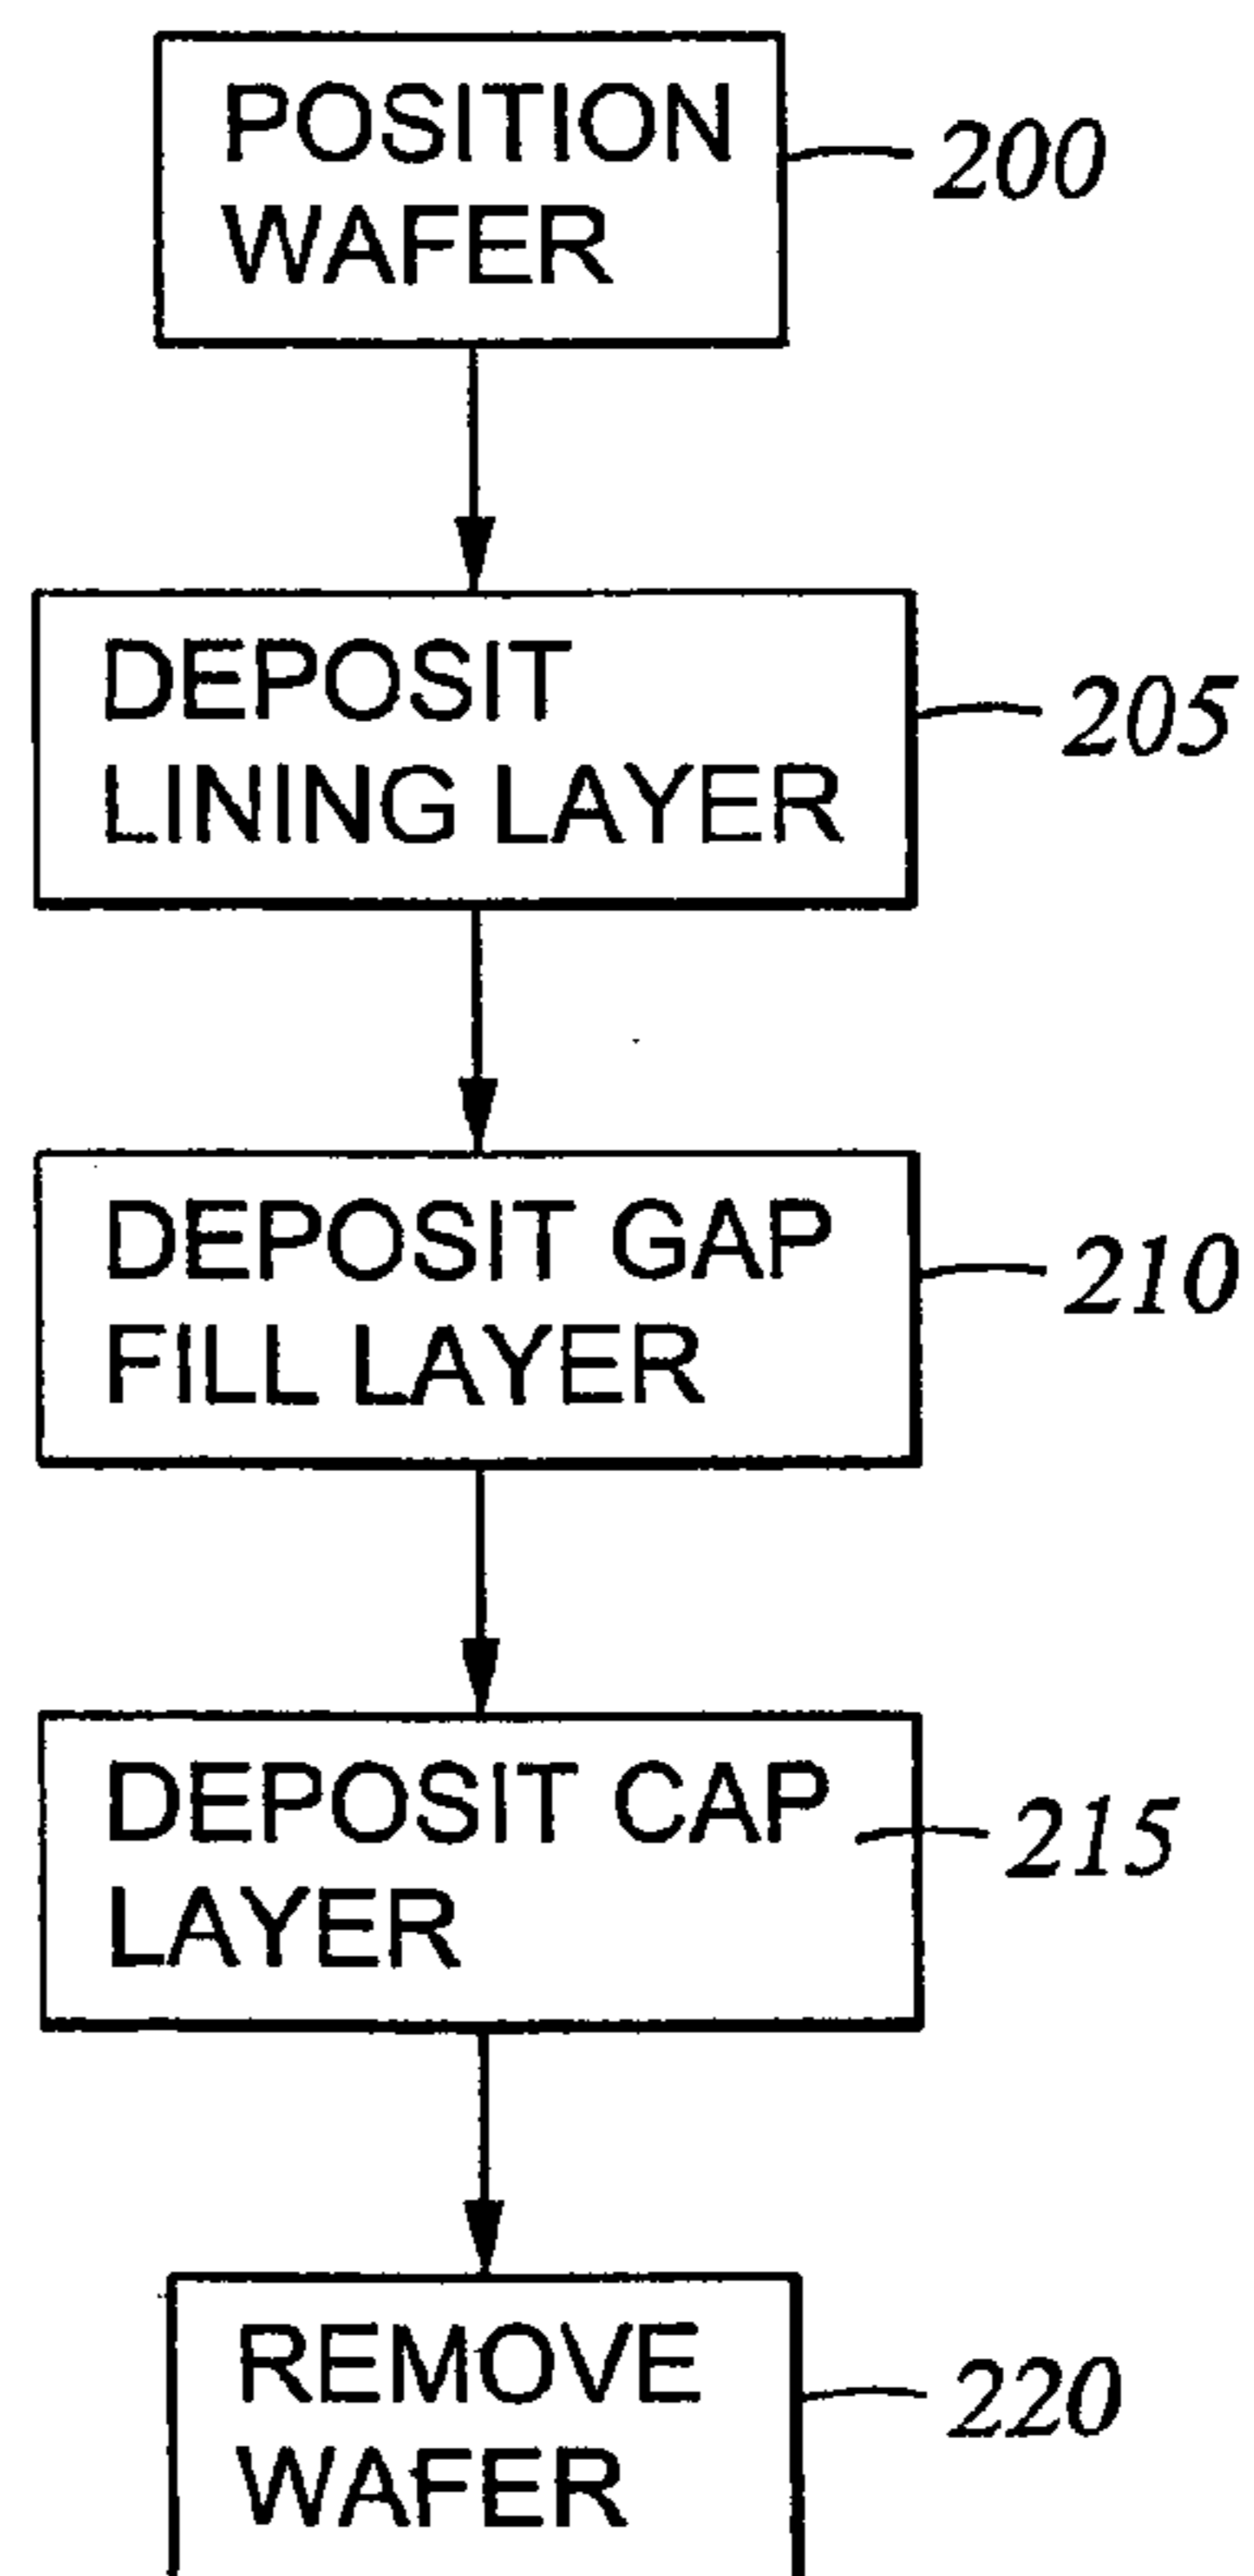 POSITION
WAFER
200
DEPOSIT
LINING LAYER
205
DEPOSIT GAP
FILL LAYER
210
DEPOSIT CAP
LAYER
215
REMOVE
WAFER
220